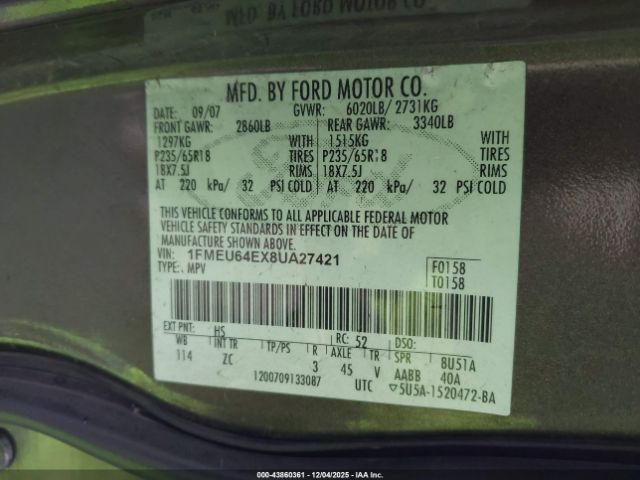 MFD. BY FORD MOTOR CO.
DATE: 09/07 GVWR: 6020LB/ 2731KG
FRONT GAWR: 2860LB REAR GAWR: 3340LB
1297KG WITH 1515KG WITH
P235/65R18 TIRES P235/65R18 TIRES
18X7.5J RIMS 18X7.5J RIMS
AT 220 kPa/ 32 PSI COLD AT 220 kPa/ 32 PSI COLD
THIS VEHICLE CONFORMS TO ALL APPLICABLE FEDERAL MOTOR
VEHICLE SAFETY STANDARDS IN EFFECT ON THE DATE OF
MANUFACTURE SHOWN ABOVE.
VIN: 1FMEU64EX8UA27421
TYPE: MPV
F0158
T0158
EXT PNT: HS RC: 52 DSO:
WB INT TR TP/PS R AXLE TR SPR 8U51A
114 ZC 3 45 V AABB 40A
1200709133087 UTC ▽5U5A-1520472-BA
000-43860361 - 12/04/2025 - IAAI, Inc.